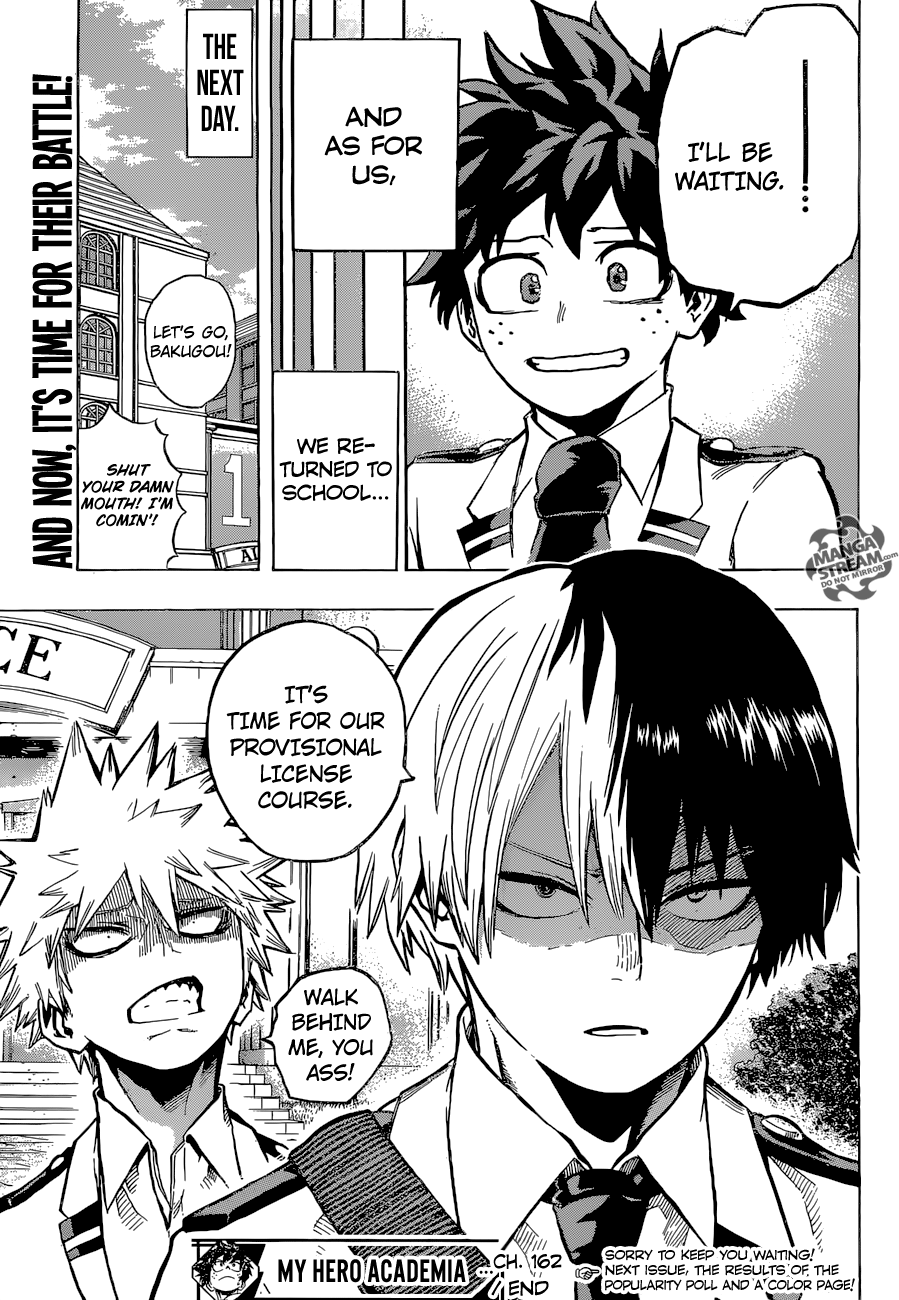 I'LL BE
WAITING.
AND
AS FOR
US,
WE RE-
TURNED TO
SCHOOL...
THE
NEXT
DAY.
LET'S GO,
BAKUGOU!
SHUT
YOUR DAMN
MOUTH! I'M
COMIN'!
1
AL
AND NOW, IT'S TIME FOR THEIR BATTLE!
MANGA
STREAM.com
DO NOT MIRROR
CE
IT'S
TIME FOR OUR
PROVISIONAL
LICENSE
COURSE.
WALK
BEHIND
ME, YOU
ASS!
MY HERO ACADEMIA
...CH. 162
END
SORRY TO KEEP YOU WAITING!
NEXT ISSUE, THE RESULTS OF THE
POPULARITY POLL AND A COLOR PAGE!